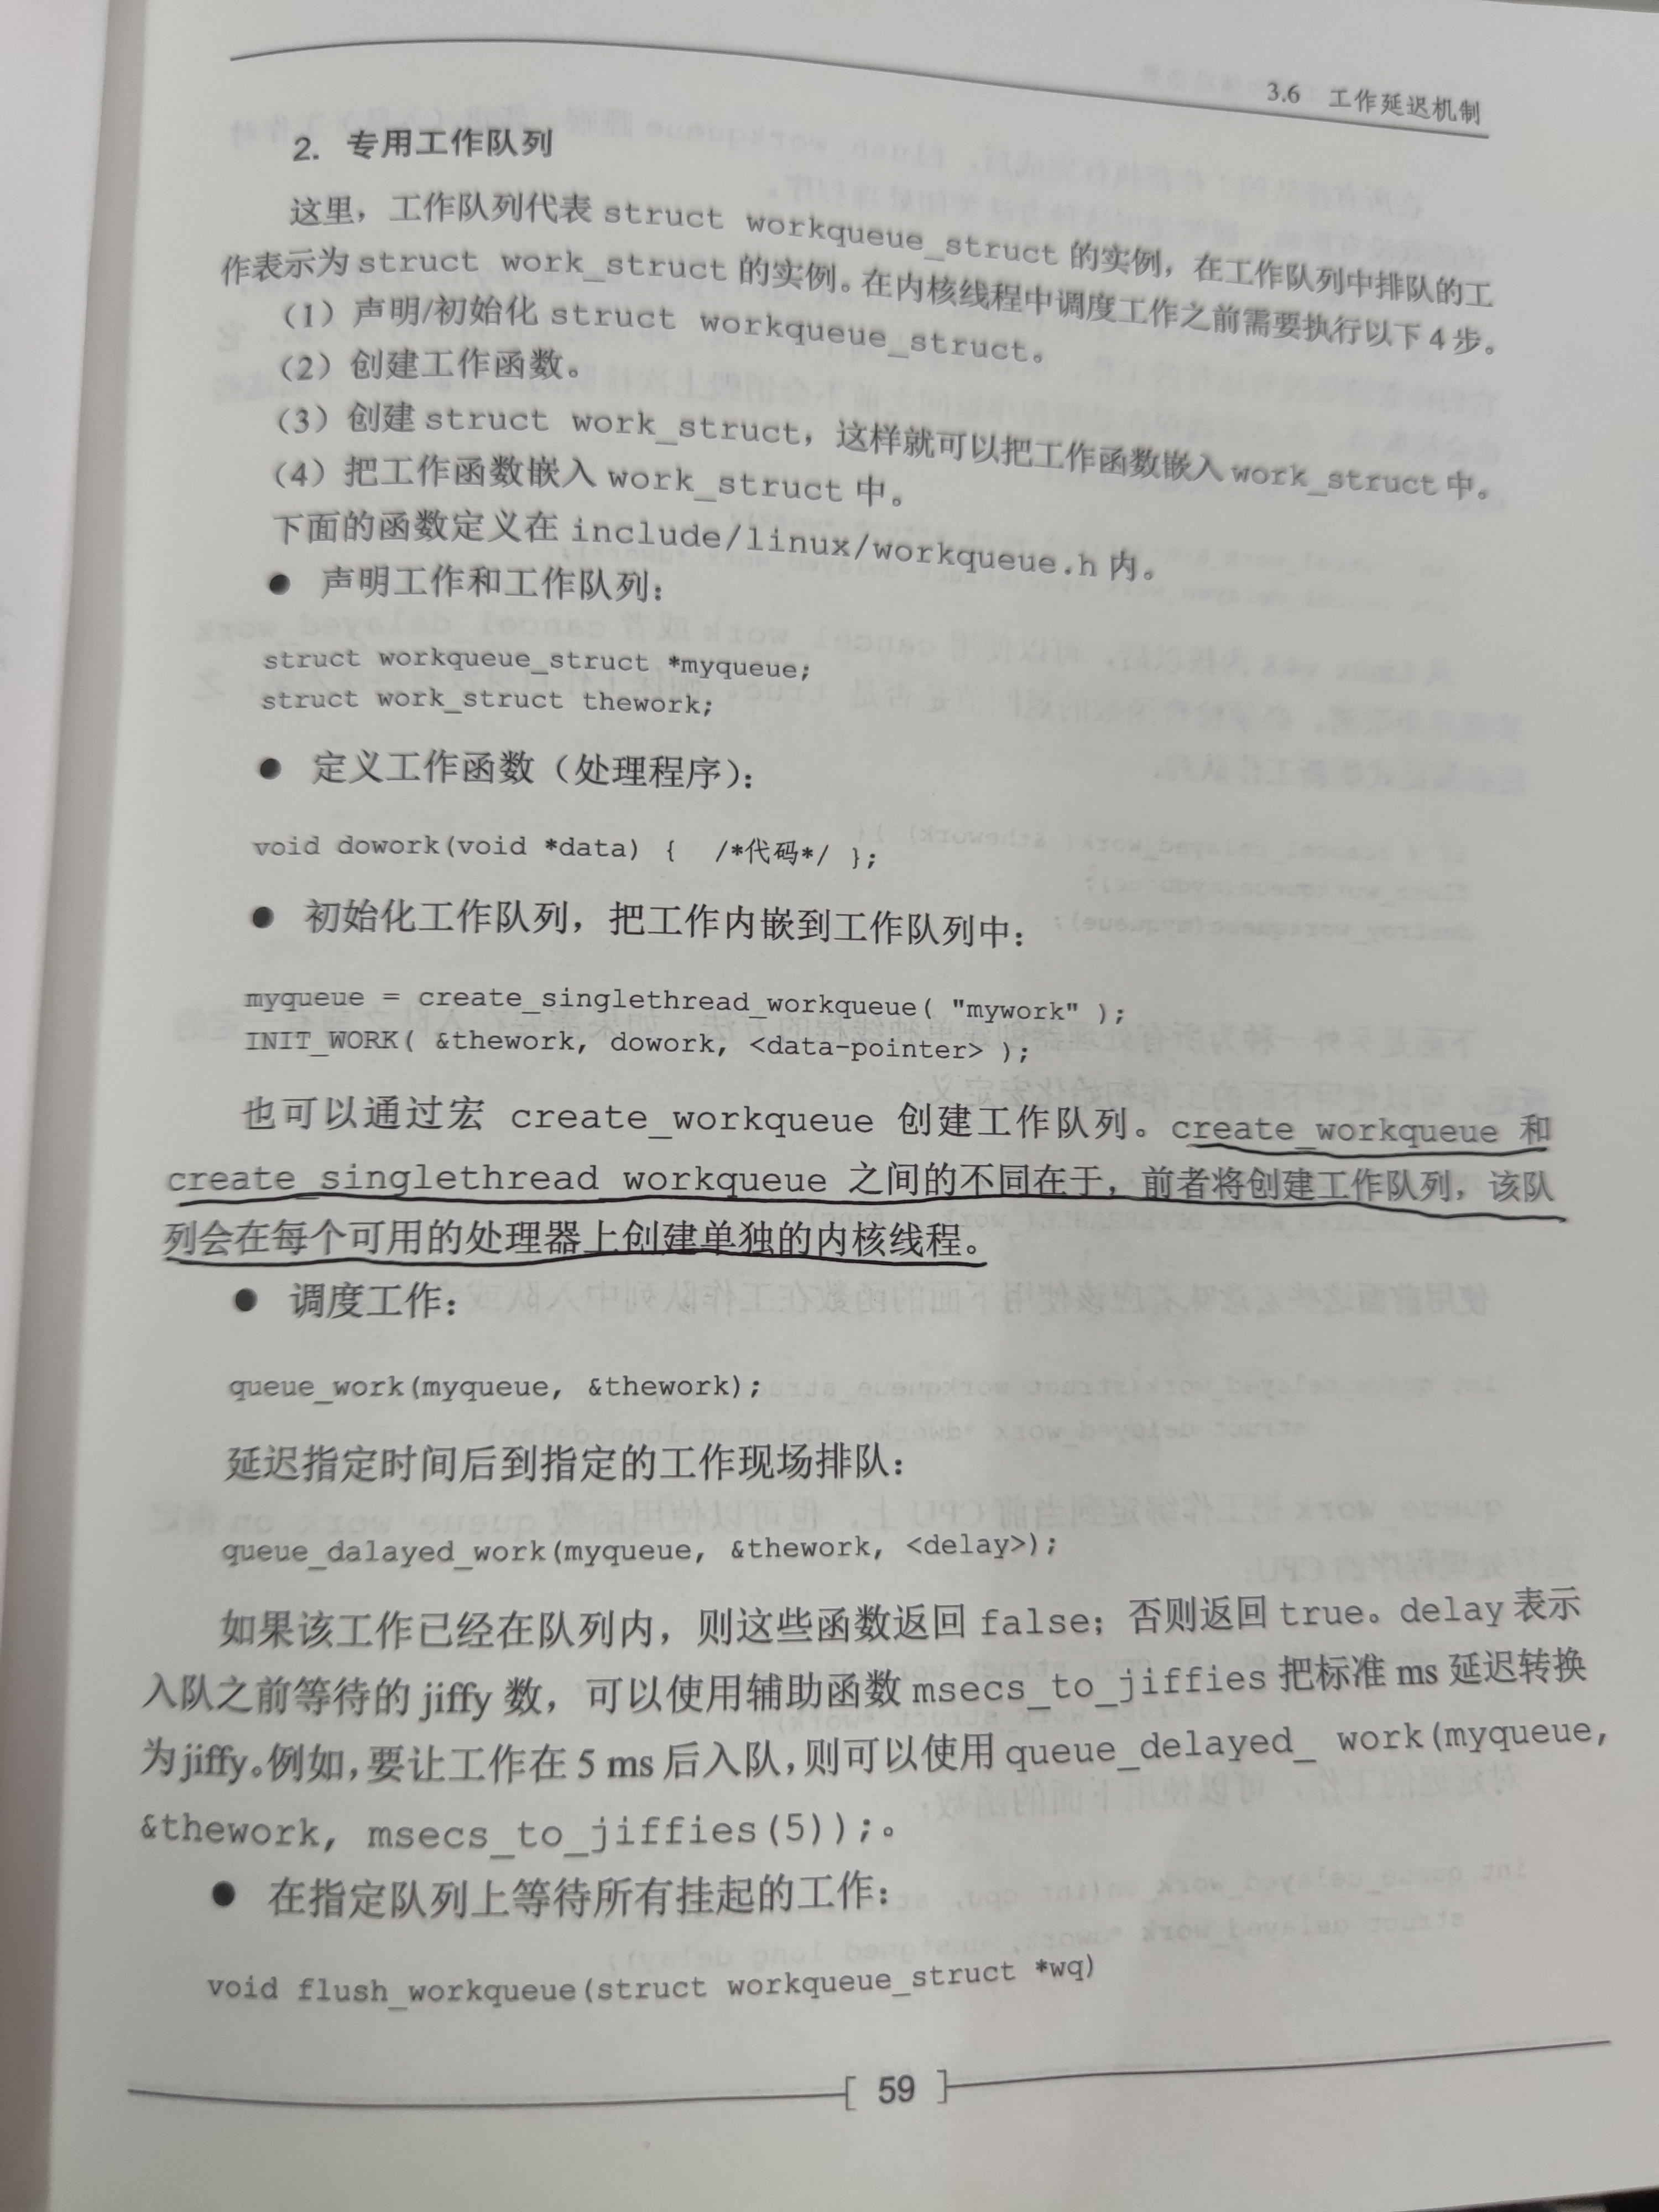 3.6 工作延迟机制
2. 专用工作队列
这里，工作队列代表 struct workqueue_struct 的实例，在工作队列中排队的工
作表示为 struct work_struct 的实例。在内核线程中调度工作之前需要执行以下 4 步。
（1）声明/初始化 struct workqueue_struct。
（2）创建工作函数。
（3）创建 struct work_struct，这样就可以把工作函数嵌入 work_struct 中。
（4）把工作函数嵌入 work_struct 中。
下面的函数定义在 include/linux/workqueue.h 内。
● 声明工作和工作队列：
struct workqueue_struct *myqueue;
struct work_struct thework;
● 定义工作函数（处理程序）：
void dowork(void *data) { /*代码*/ };
● 初始化工作队列，把工作内嵌到工作队列中：
myqueue = create_singlethread_workqueue( "mywork" );
INIT_WORK( &thework, dowork, <data-pointer> );
也可以通过宏 create_workqueue 创建工作队列。create_workqueue 和
create_singlethread_workqueue 之间的不同在于，前者将创建工作队列，该队
列会在每个可用的处理器上创建单独的内核线程。
● 调度工作：
queue_work(myqueue, &thework);
延迟指定时间后到指定的工作现场排队：
queue_dalayed_work(myqueue, &thework, <delay>);
如果该工作已经在队列内，则这些函数返回 false；否则返回 true。delay 表示
入队之前等待的 jiffy 数，可以使用辅助函数 msecs_to_jiffies 把标准 ms 延迟转换
为 jiffy。例如，要让工作在 5 ms 后入队，则可以使用 queue_delayed_ work(myqueue,
&thework, msecs_to_jiffies(5));。
● 在指定队列上等待所有挂起的工作：
void flush_workqueue(struct workqueue_struct *wq)
[ 59 ]